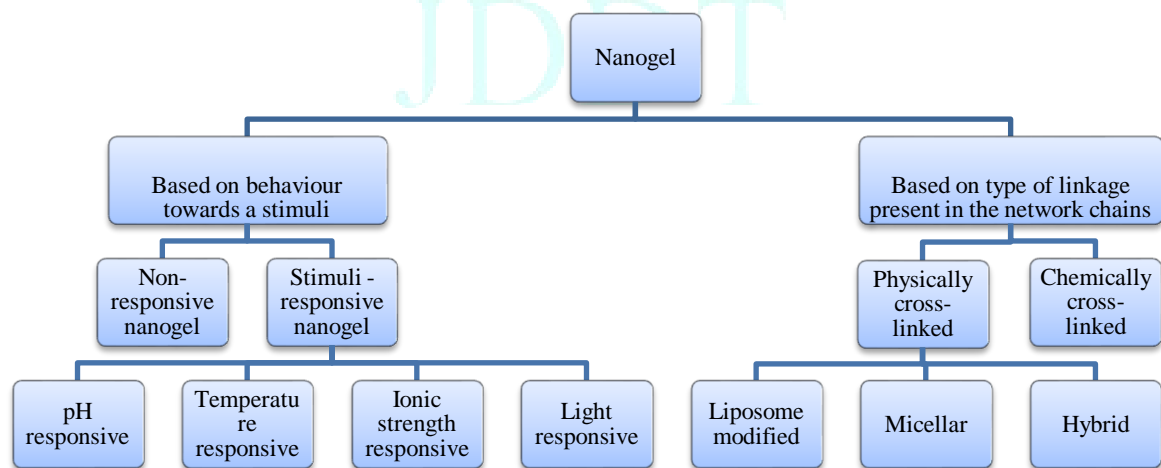 JDDT
Nanogel
Based on behaviour
towards a stimuli
Based on type of linkage
present in the network chains
Non-
responsive
nanogel
Stimuli -
responsive
nanogel
Physically
cross-
linked
Chemically
cross-
linked
pH
responsive
Temperatu
re
responsive
Ionic
strength
responsive
Light
responsive
Liposome
modified
Micellar
Hybrid